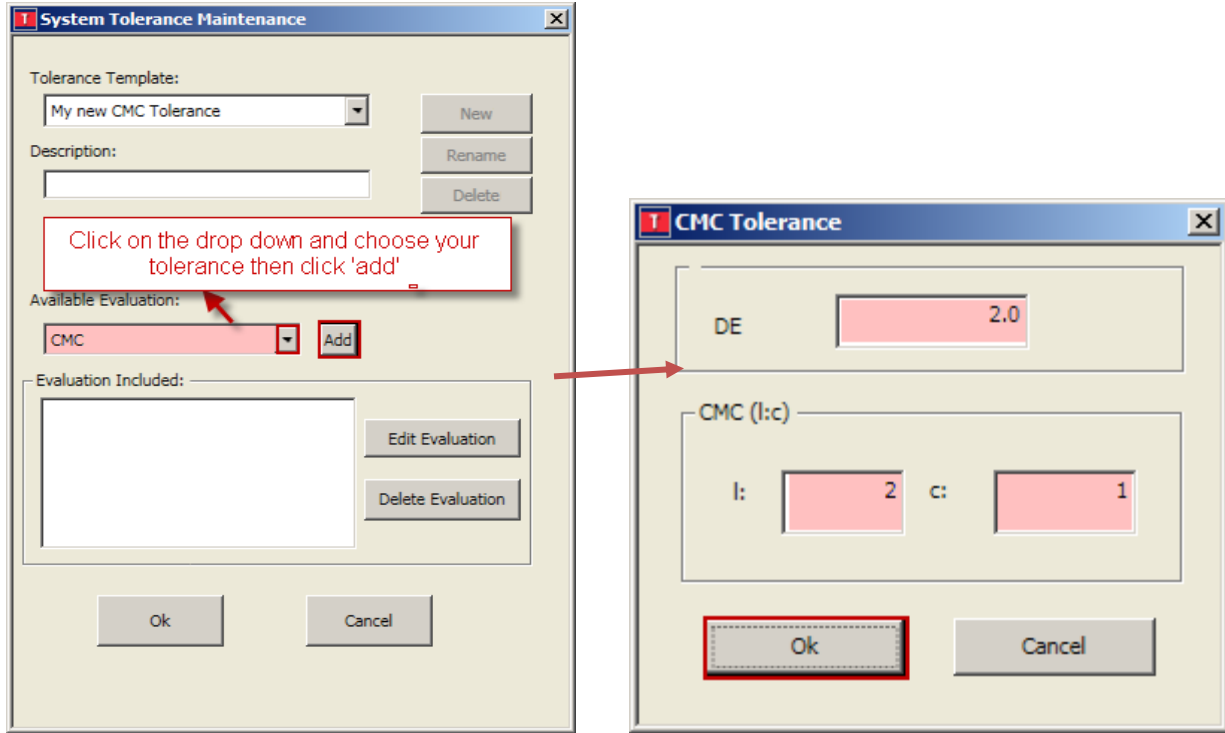 T System Tolerance Maintenance
Tolerance Template:
My new CMC Tolerance
New
Description:
Rename
Delete
Click on the drop down and choose your
tolerance then click 'add'
Available Evaluation:
CMC
Add
Evaluation Included:
Edit Evaluation
Delete Evaluation
Ok
Cancel
T CMC Tolerance
DE
2.0
CMC (l:c)
l:
2
c:
1
Ok
Cancel